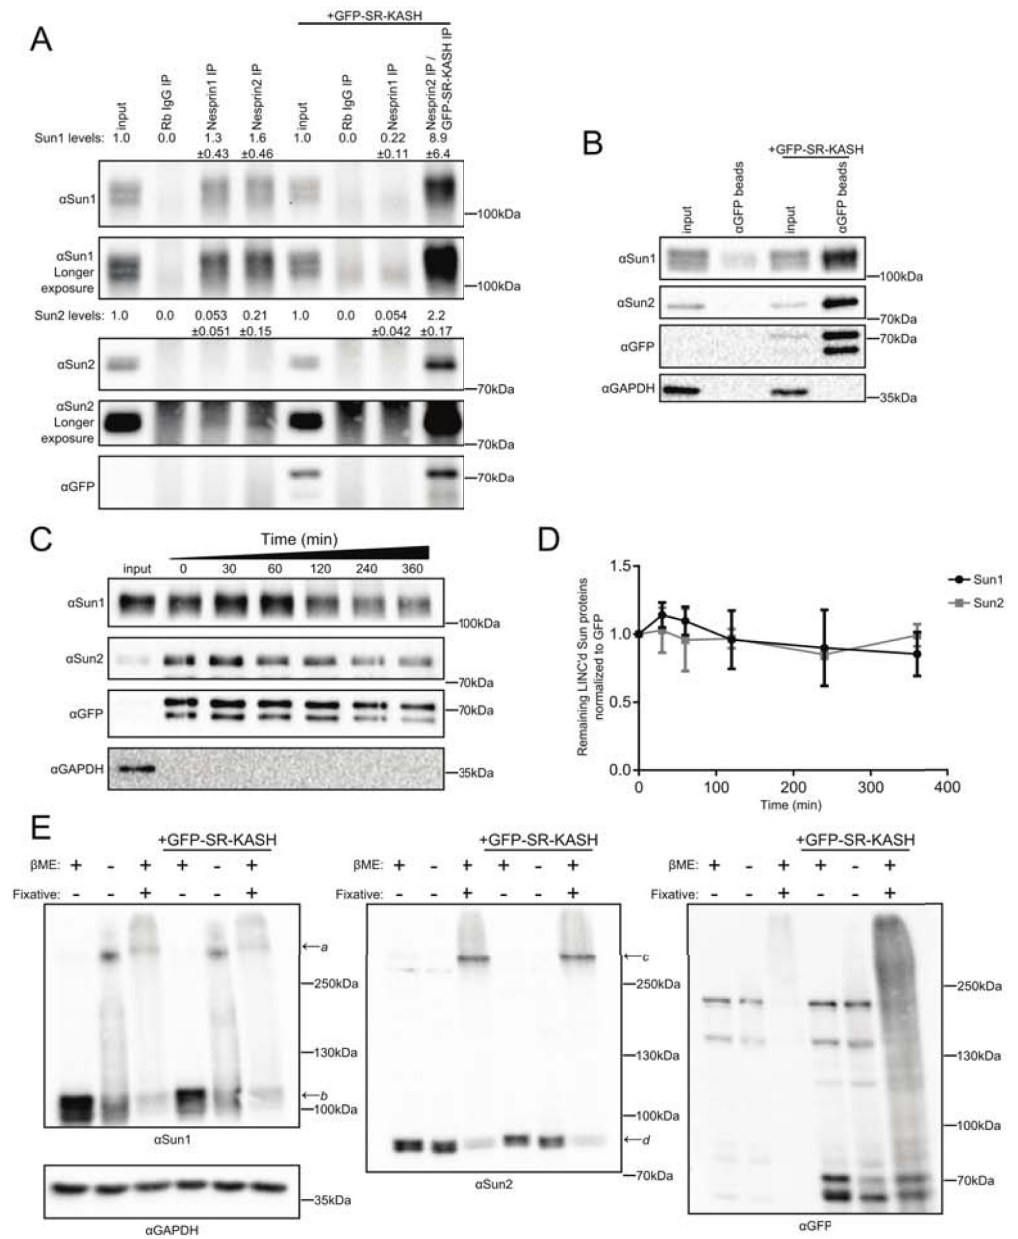 A
+GFP-SR-KASH
input
Rb IgG IP
Nesprin1 IP
Nesprin2 IP
input
Rb IgG IP
Nesprin1 IP
Nesprin2 IP /
GFP-SR-KASH IP
Sun1 levels: 1.0 0.0 1.3 1.6 1.0 0.0 0.22 8.9
±0.43 ±0.46 ±0.11 ±6.4
αSun1
100kDa
αSun1
Longer
exposure
100kDa
Sun2 levels: 1.0 0.0 0.053 0.21 1.0 0.0 0.054 2.2
±0.051 ±0.15 ±0.042 ±0.17
αSun2
70kDa
αSun2
Longer
exposure
70kDa
αGFP
70kDa
B
+GFP-SR-KASH
input
αGFP beads
input
αGFP beads
αSun1
100kDa
αSun2
70kDa
αGFP
70kDa
αGAPDH
35kDa
C
Time (min)
input 0 30 60 120 240 360
αSun1
100kDa
αSun2
70kDa
αGFP
70kDa
αGAPDH
35kDa
D
Remaining LINC'd Sun proteins
normalized to GFP
1.5
1.0
0.5
0.0
0 100 200 300 400
Time (min)
Sun1
Sun2
E
+GFP-SR-KASH
βME: + - + + - +
Fixative: - - + - - +
←a
250kDa
130kDa
←b
100kDa
αSun1
35kDa
αGAPDH
+GFP-SR-KASH
βME: + - + + - +
Fixative: - - + - - +
←c
250kDa
130kDa
100kDa
←d
70kDa
αSun2
+GFP-SR-KASH
βME: + - + + - +
Fixative: - - + - - +
250kDa
130kDa
100kDa
70kDa
αGFP